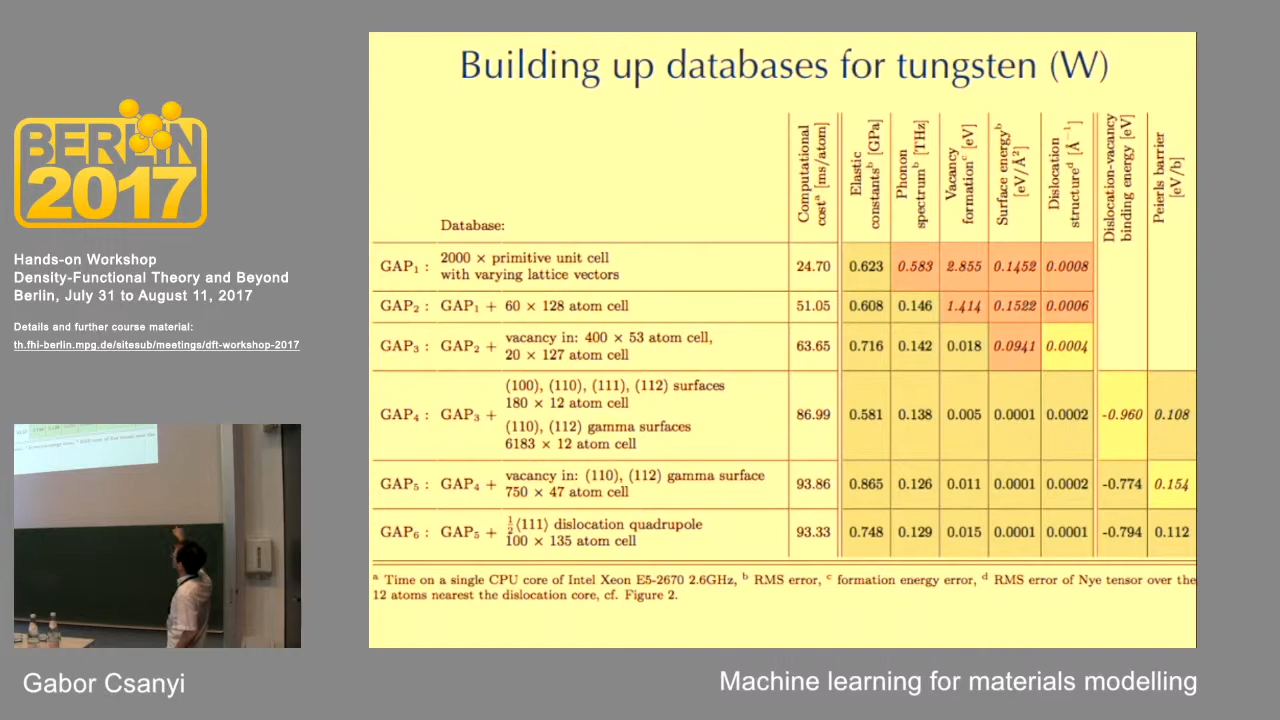 BERLIN
2017
Hands-on Workshop
Density-Functional Theory and Beyond
Berlin, July 31 to August 11, 2017
Details and further course material:
th.fhi-berlin.mpg.de/sitesub/meetings/dft-workshop-2017
Gabor Csanyi
Building up databases for tungsten (W)
Database:
Computational
costᵃ [ms/atom]
Elastic
constantsᵇ [GPa]
Phonon
spectrumᵇ [THz]
Vacancy
formationᶜ [eV]
Surface energyᵇ
[eV/Å²]
Dislocation
structureᵈ [Å⁻¹]
Dislocation-vacancy
binding energy [eV]
Peierls barrier
[eV/b]
GAP₁ : 2000 × primitive unit cell
with varying lattice vectors
24.70 0.623 0.583 2.855 0.1452 0.0008
GAP₂ : GAP₁ + 60 × 128 atom cell 51.05 0.608 0.146 1.414 0.1522 0.0006
GAP₃ : GAP₂ + vacancy in: 400 × 53 atom cell,
20 × 127 atom cell
63.65 0.716 0.142 0.018 0.0941 0.0004
GAP₄ : GAP₃ + (100), (110), (111), (112) surfaces
180 × 12 atom cell
(110), (112) gamma surfaces
6183 × 12 atom cell
86.99 0.581 0.138 0.005 0.0001 0.0002 -0.960 0.108
GAP₅ : GAP₄ + vacancy in: (110), (112) gamma surface
750 × 47 atom cell
93.86 0.865 0.126 0.011 0.0001 0.0002 -0.774 0.154
GAP₆ : GAP₅ + ½⟨111⟩ dislocation quadrupole
100 × 135 atom cell
93.33 0.748 0.129 0.015 0.0001 0.0001 -0.794 0.112
ᵃ Time on a single CPU core of Intel Xeon E5-2670 2.6GHz, ᵇ RMS error, ᶜ formation energy error, ᵈ RMS error of Nye tensor over the
12 atoms nearest the dislocation core, cf. Figure 2.
Machine learning for materials modelling